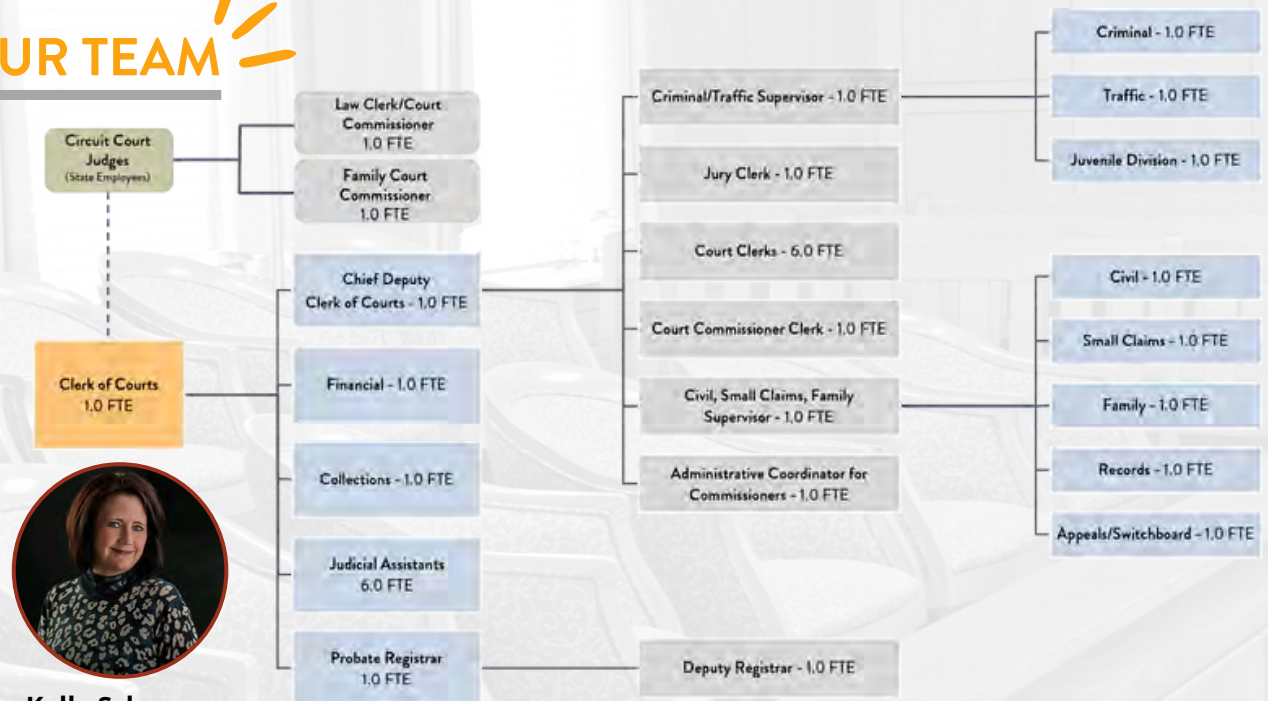 UR TEAM
Circuit Court
Judges
(State Employees)
Law Clerk/Court
Commissioner
1.0 FTE
Family Court
Commissioner
1.0 FTE
Clerk of Courts
1.0 FTE
Chief Deputy
Clerk of Courts - 1.0 FTE
Financial - 1.0 FTE
Collections - 1.0 FTE
Judicial Assistants
6.0 FTE
Probate Registrar
1.0 FTE
Criminal/Traffic Supervisor - 1.0 FTE
Jury Clerk - 1.0 FTE
Court Clerks - 6.0 FTE
Court Commissioner Clerk - 1.0 FTE
Civil, Small Claims, Family
Supervisor - 1.0 FTE
Administrative Coordinator for
Commissioners - 1.0 FTE
Deputy Registrar - 1.0 FTE
Criminal - 1.0 FTE
Traffic - 1.0 FTE
Juvenile Division - 1.0 FTE
Civil - 1.0 FTE
Small Claims - 1.0 FTE
Family - 1.0 FTE
Records - 1.0 FTE
Appeals/Switchboard - 1.0 FTE